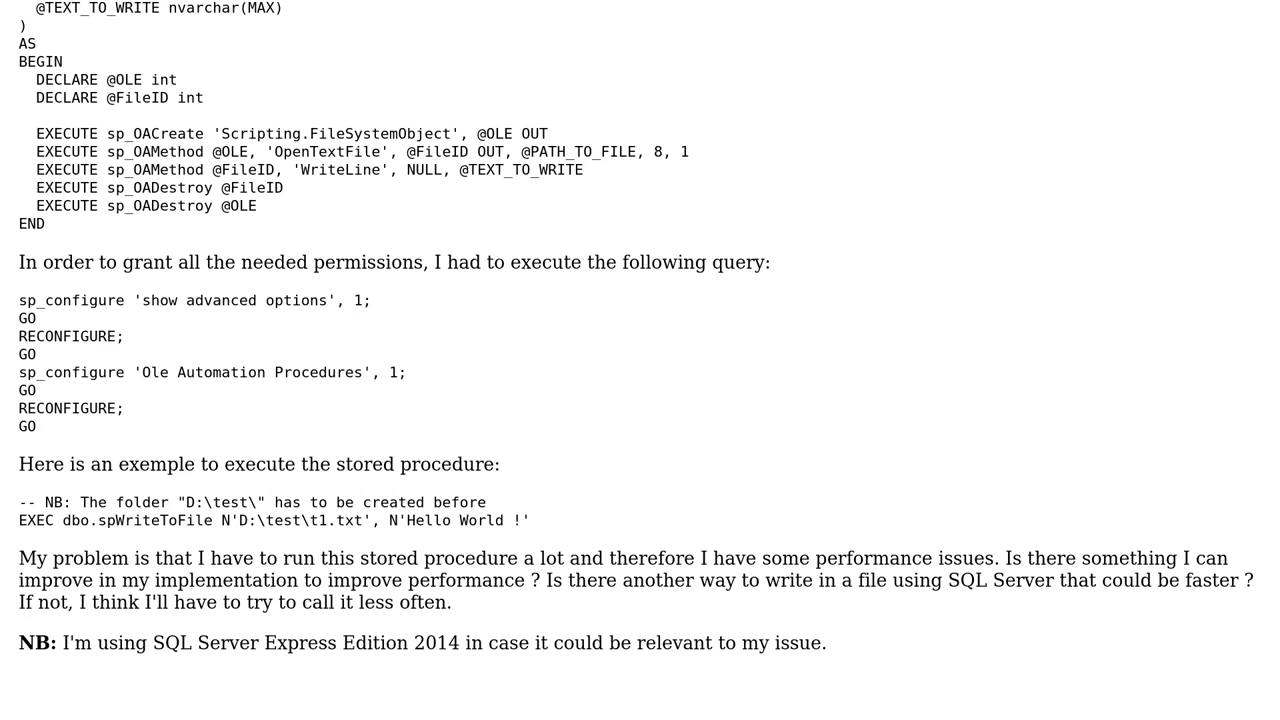 @TEXT_TO_WRITE nvarchar(MAX)
)
AS
BEGIN
DECLARE @OLE int
DECLARE @FileID int
EXECUTE sp_OACreate 'Scripting.FileSystemObject', @OLE OUT
EXECUTE sp_OAMethod @OLE, 'OpenTextFile', @FileID OUT, @PATH_TO_FILE, 8, 1
EXECUTE sp_OAMethod @FileID, 'WriteLine', NULL, @TEXT_TO_WRITE
EXECUTE sp_OADestroy @FileID
EXECUTE sp_OADestroy @OLE
END
In order to grant all the needed permissions, I had to execute the following query:
sp_configure 'show advanced options', 1;
GO
RECONFIGURE;
GO
sp_configure 'Ole Automation Procedures', 1;
GO
RECONFIGURE;
GO
Here is an exemple to execute the stored procedure:
-- NB: The folder "D:\test\" has to be created before
EXEC dbo.spWriteToFile N'D:\test\t1.txt', N'Hello World !'
My problem is that I have to run this stored procedure a lot and therefore I have some performance issues. Is there something I can
improve in my implementation to improve performance ? Is there another way to write in a file using SQL Server that could be faster ?
If not, I think I'll have to try to call it less often.
NB: I'm using SQL Server Express Edition 2014 in case it could be relevant to my issue.